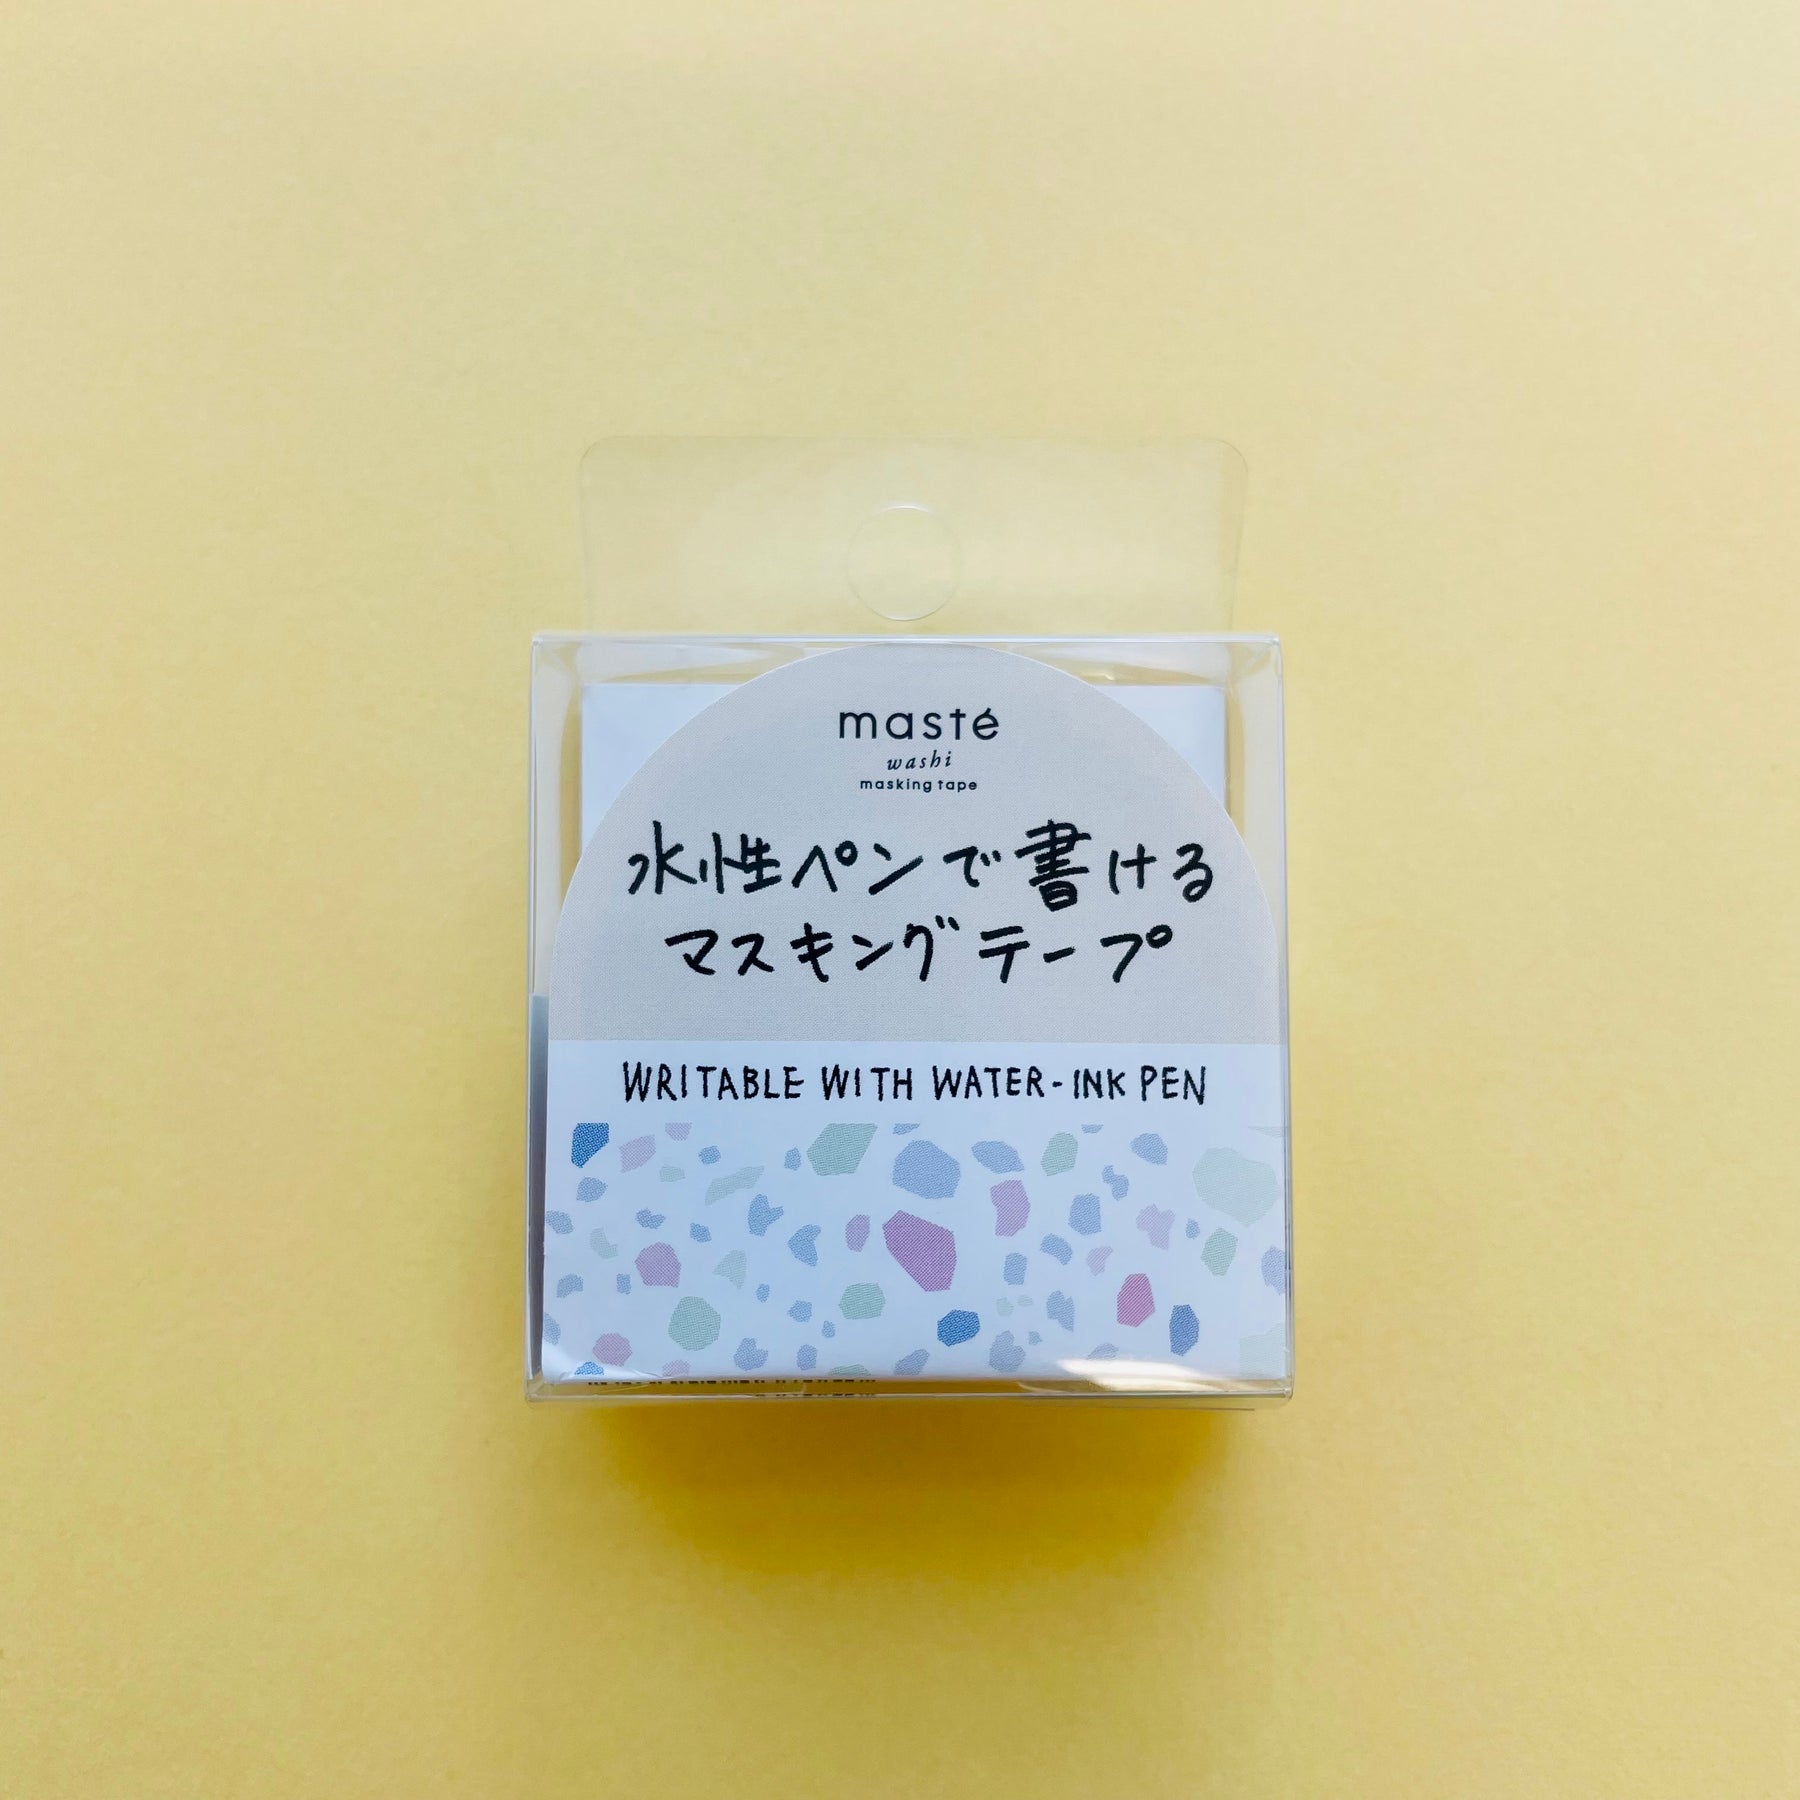 masté
washi
masking tape
水性ペンで書ける
マスキングテープ
WRITABLE WITH WATER-INK PEN